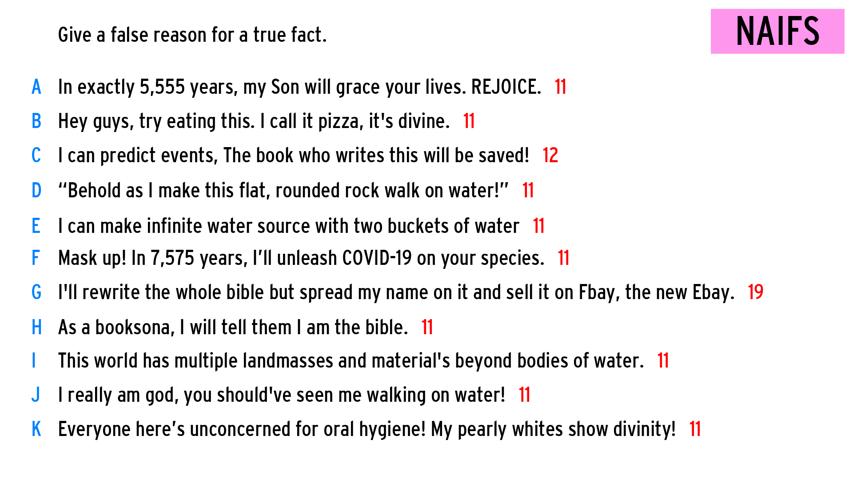 NAIFS
Give a false reason for a true fact.
A In exactly 5,555 years, my Son will grace your lives. REJOICE. 11
B Hey guys, try eating this. I call it pizza, it's divine. 11
C I can predict events, The book who writes this will be saved! 12
D “Behold as I make this flat, rounded rock walk on water!” 11
E I can make infinite water source with two buckets of water 11
F Mask up! In 7,575 years, I’ll unleash COVID-19 on your species. 11
G I'll rewrite the whole bible but spread my name on it and sell it on Fbay, the new Ebay. 19
H As a booksona, I will tell them I am the bible. 11
I This world has multiple landmasses and material's beyond bodies of water. 11
J I really am god, you should've seen me walking on water! 11
K Everyone here’s unconcerned for oral hygiene! My pearly whites show divinity! 11